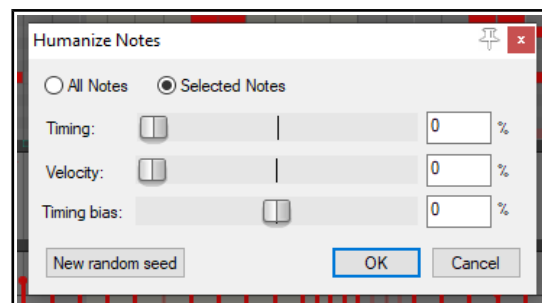 Humanize Notes
All Notes Selected Notes
Timing: 0 %
Velocity: 0 %
Timing bias: 0 %
New random seed OK Cancel